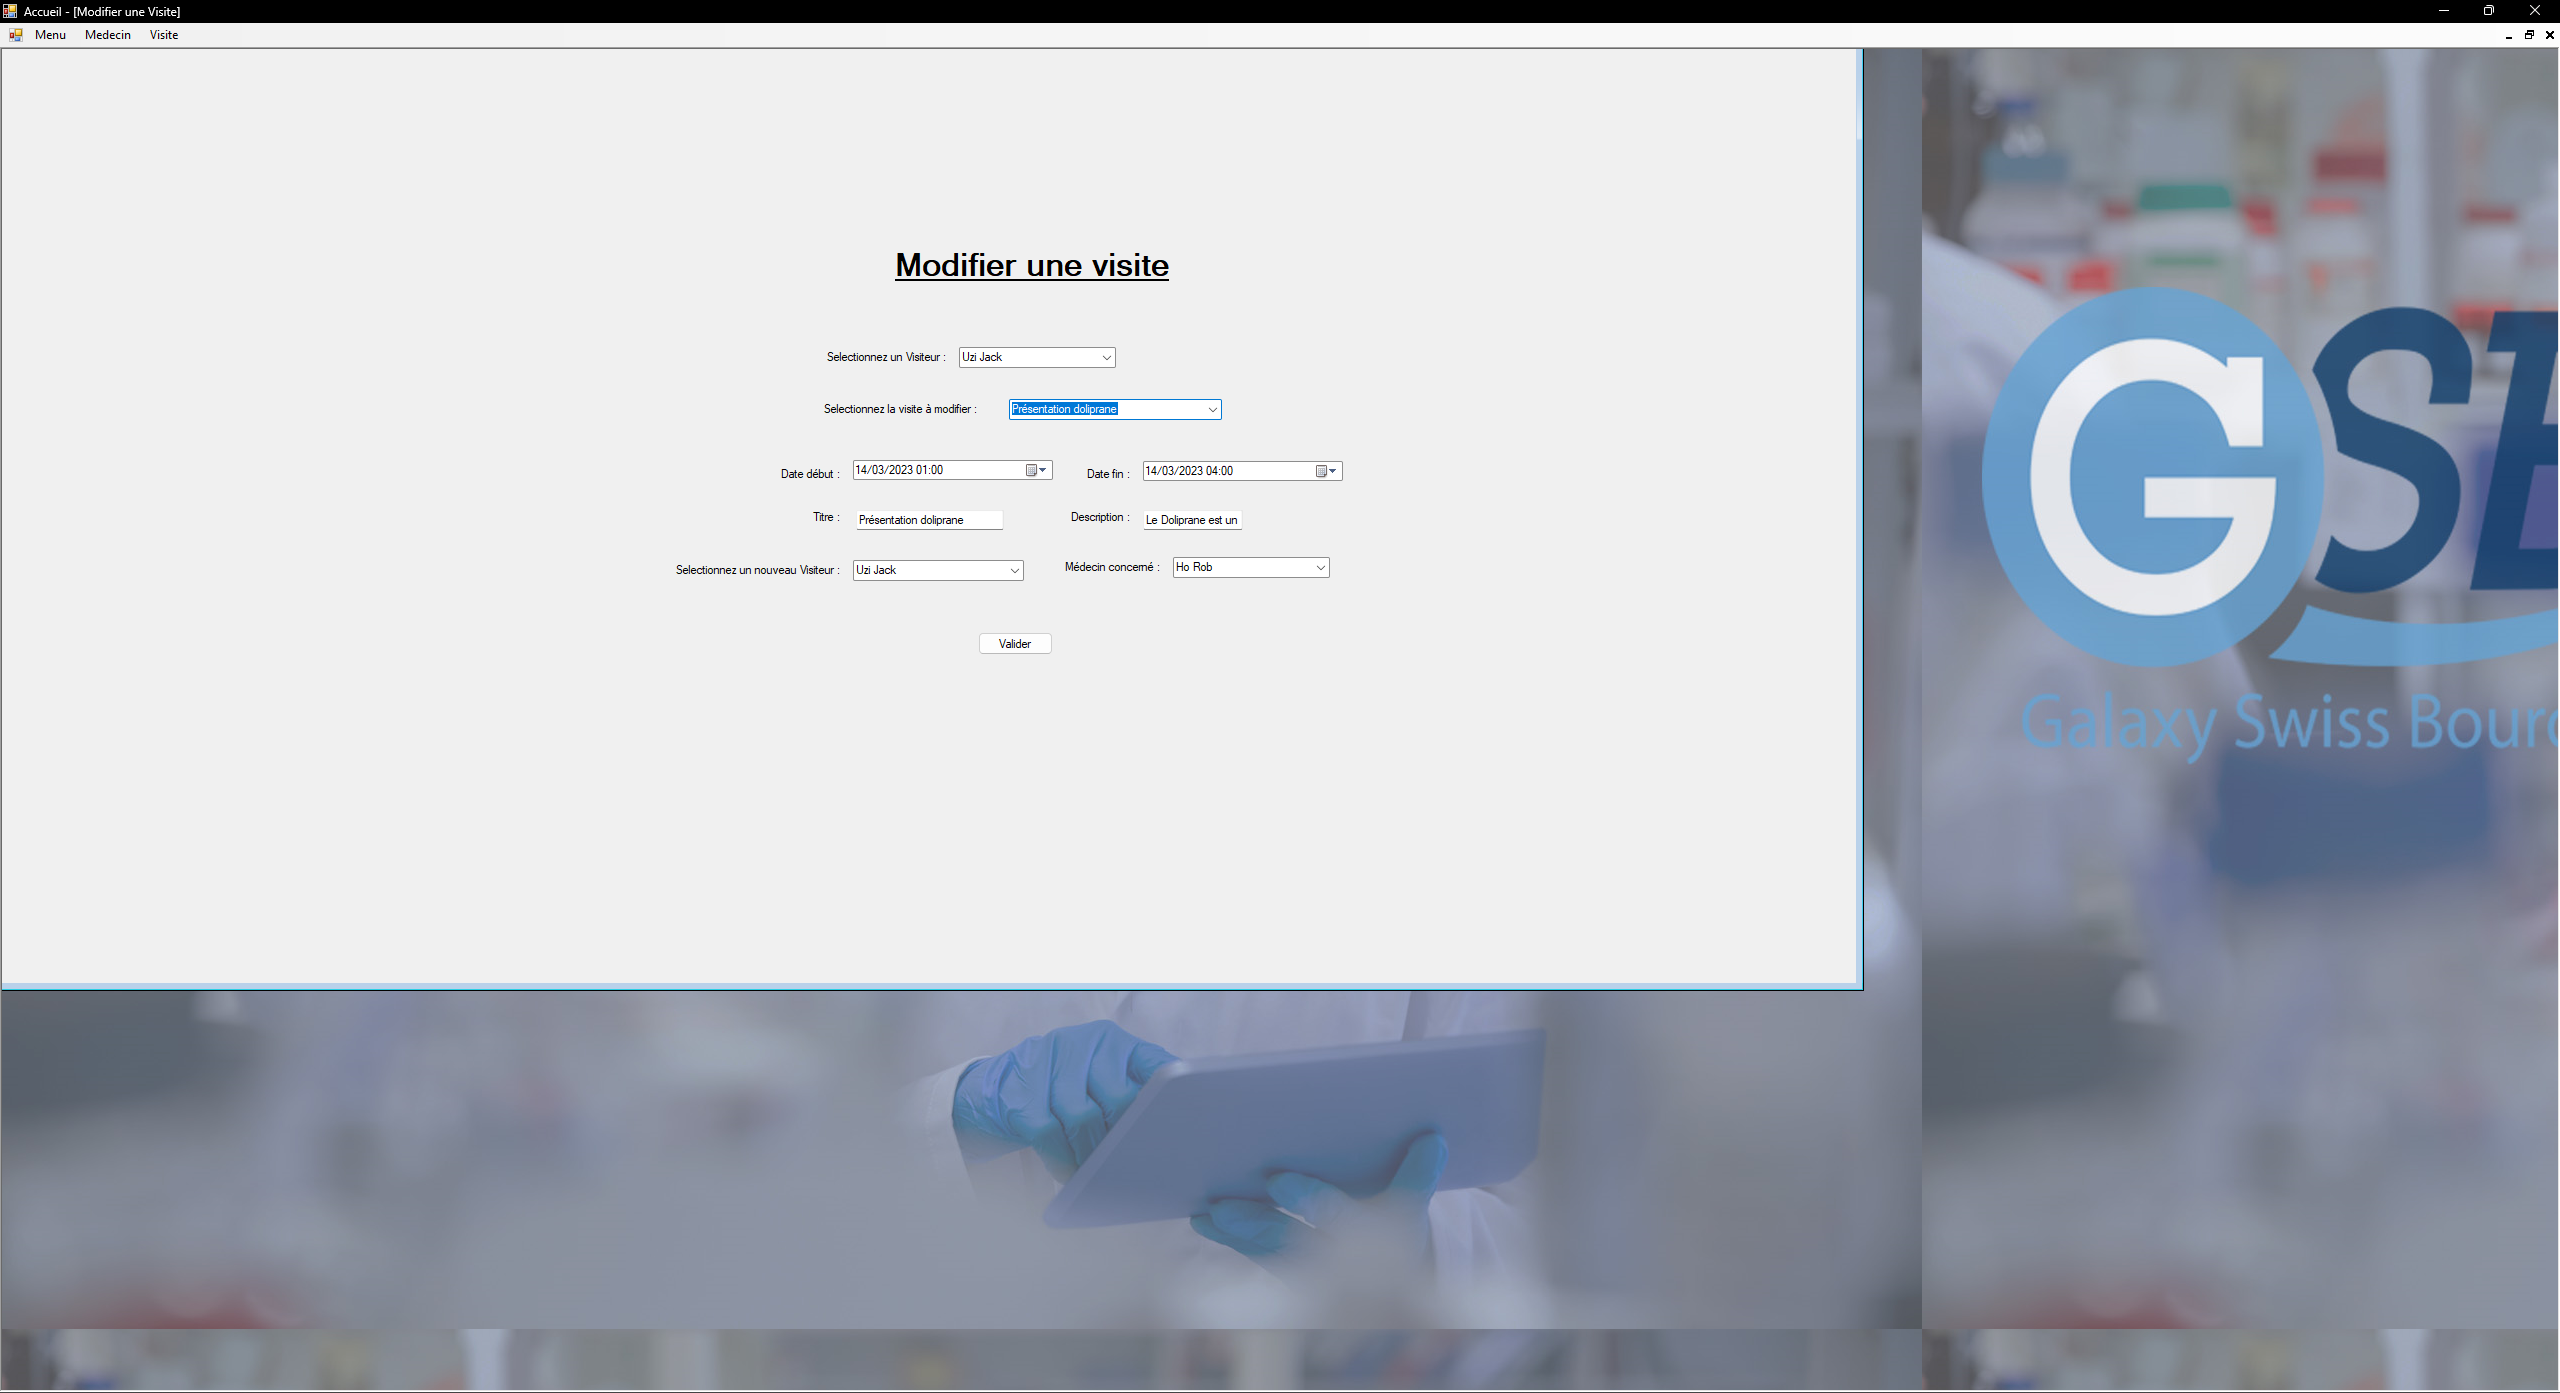 Accueil - [Modifier une Visite]
Menu Medecin Visite
Modifier une visite
Selectionnez un Visiteur : Uzi Jack
Selectionnez la visite à modifier : Présentation doliprane
Date début : 14/03/2023 01:00 Date fin : 14/03/2023 04:00
Titre : Présentation doliprane Description : Le Doliprane est un
Selectionnez un nouveau Visiteur : Uzi Jack Médecin concerné : Ho Rob
Valider
GS
Galaxy Swiss Bour